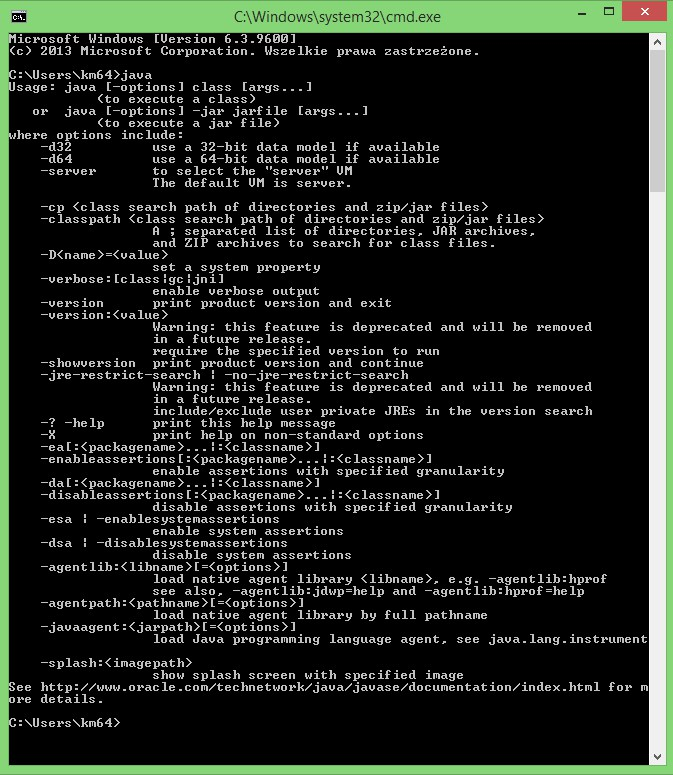 C:\Windows\system32\cmd.exe
Microsoft Windows [Version 6.3.9600]
(c) 2013 Microsoft Corporation. Wszelkie prawa zastrzeżone.
C:\Users\km64>java
Usage: java [-options] class [args...]
(to execute a class)
or  java [-options] -jar jarfile [args...]
(to execute a jar file)
where options include:
-d32          use a 32-bit data model if available
-d64          use a 64-bit data model if available
-server       to select the "server" VM
The default VM is server.
-cp <class search path of directories and zip/jar files>
-classpath <class search path of directories and zip/jar files>
A ; separated list of directories, JAR archives,
and ZIP archives to search for class files.
-D<name>=<value>
set a system property
-verbose:[class¦gc¦jni]
enable verbose output
-version      print product version and exit
-version:<value>
Warning: this feature is deprecated and will be removed
in a future release.
require the specified version to run
-showversion  print product version and continue
-jre-restrict-search ¦ -no-jre-restrict-search
Warning: this feature is deprecated and will be removed
in a future release.
include/exclude user private JREs in the version search
-? -help      print this help message
-X            print help on non-standard options
-ea[:<packagename>...¦:<classname>]
-enableassertions[:<packagename>...¦:<classname>]
enable assertions with specified granularity
-da[:<packagename>...¦:<classname>]
-disableassertions[:<packagename>...¦:<classname>]
disable assertions with specified granularity
-esa ¦ -enablesystemassertions
enable system assertions
-dsa ¦ -disablesystemassertions
disable system assertions
-agentlib:<libname>[=<options>]
load native agent library <libname>, e.g. -agentlib:hprof
see also, -agentlib:jdwp=help and -agentlib:hprof=help
-agentpath:<pathname>[=<options>]
load native agent library by full pathname
-javaagent:<jarpath>[=<options>]
load Java programming language agent, see java.lang.instrument
-splash:<imagepath>
show splash screen with specified image
See http://www.oracle.com/technetwork/java/javase/documentation/index.html for m
ore details.
C:\Users\km64>